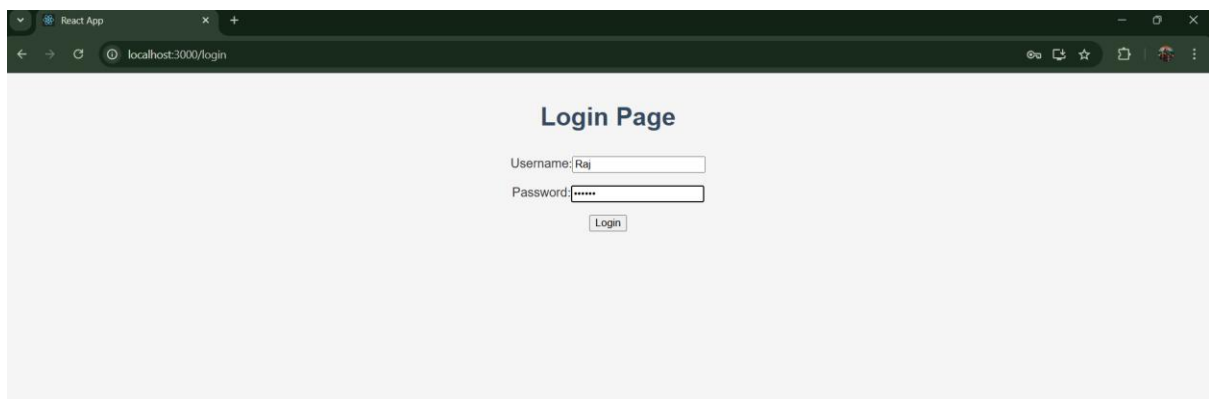 React App
localhost:3000/login
Login Page
Username: Raj
Password: ••••••
Login